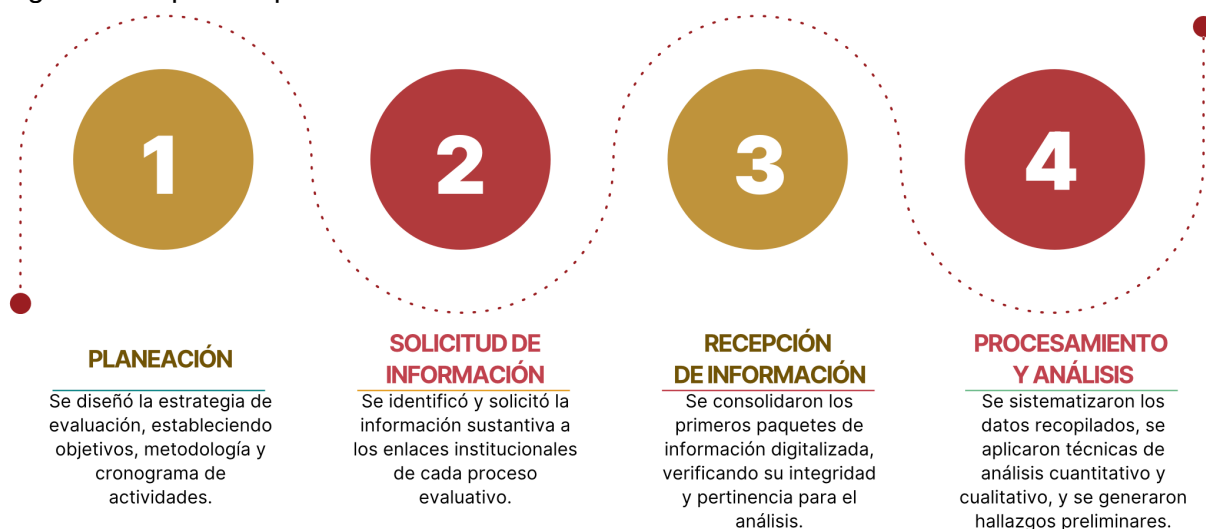 1
2
3
4
PLANEACIÓN
Se diseñó la estrategia de
evaluación, estableciendo
objetivos, metodología y
cronograma de
actividades.
SOLICITUD DE
INFORMACIÓN
Se identificó y solicitó la
información sustantiva a
los enlaces institucionales
de cada proceso
evaluativo.
RECEPCIÓN
DE INFORMACIÓN
Se consolidaron los
primeros paquetes de
información digitalizada,
verificando su integridad
y pertinencia para el
análisis.
PROCESAMIENTO
Y ANÁLISIS
Se sistematizaron los
datos recopilados, se
aplicaron técnicas de
análisis cuantitativo y
cualitativo, y se generaron
hallazgos preliminares.